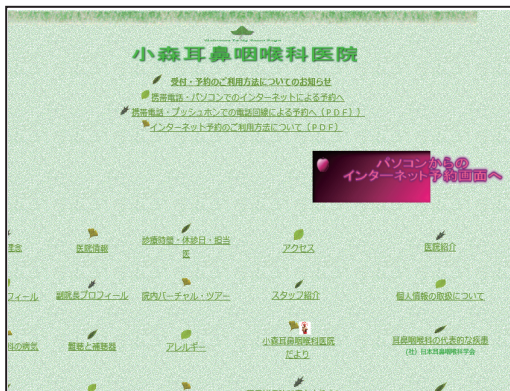 小森耳鼻咽喉科医院
受付・予約のご利用方法についてのお知らせ
携帯電話・パソコンでのインターネットによる予約へ
携帯電話・プッシュホンでの電話回線による予約へ（PDF）)
インターネット予約のご利用方法について（PDF）
パソコンからの
インターネット予約画面へ
理念
医院情報
診療時間・休診日・担当
医
アクセス
医院紹介
フィール
副院長プロフィール
院内バーチャル・ツアー
スタッフ紹介
個人情報の取扱について
科の病気
難聴と補聴器
アレルギー
小森耳鼻咽喉科医院
だより
耳鼻咽喉科の代表的な疾患
(社) 日本耳鼻咽喉科学会